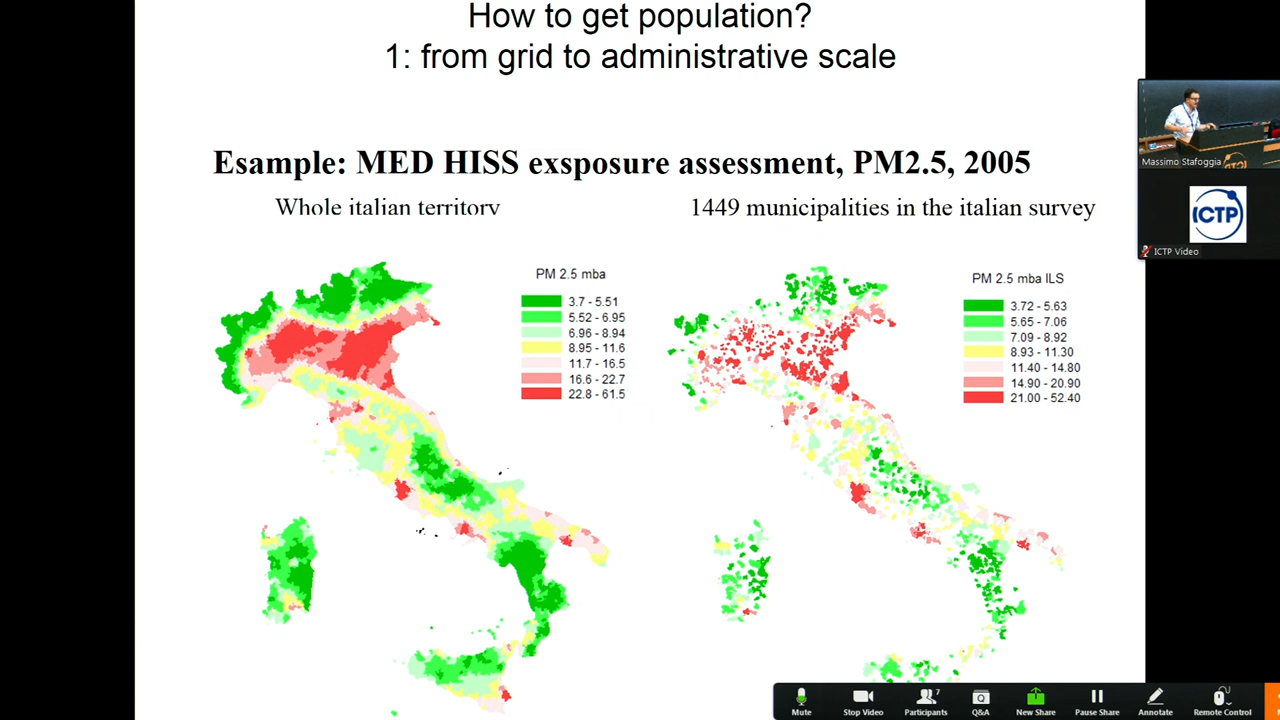 How to get population?
1: from grid to administrative scale
Esample: MED HISS exsposure assessment, PM2.5, 2005
Whole italian territory
1449 municipalities in the italian survey
PM 2.5 mba
3.7 - 5.51
5.52 - 6.95
6.96 - 8.94
8.95 - 11.6
11.7 - 16.5
16.6 - 22.7
22.8 - 61.5
PM 2.5 mba ILS
3.72 - 5.63
5.65 - 7.06
7.09 - 8.92
8.93 - 11.30
11.40 - 14.80
14.90 - 20.90
21.00 - 52.40
Massimo Stafoggia
ICTP
ICTP Video
Mute
Stop Video
Participants
7
Q&A
New Share
Pause Share
Annotate
Remote Control